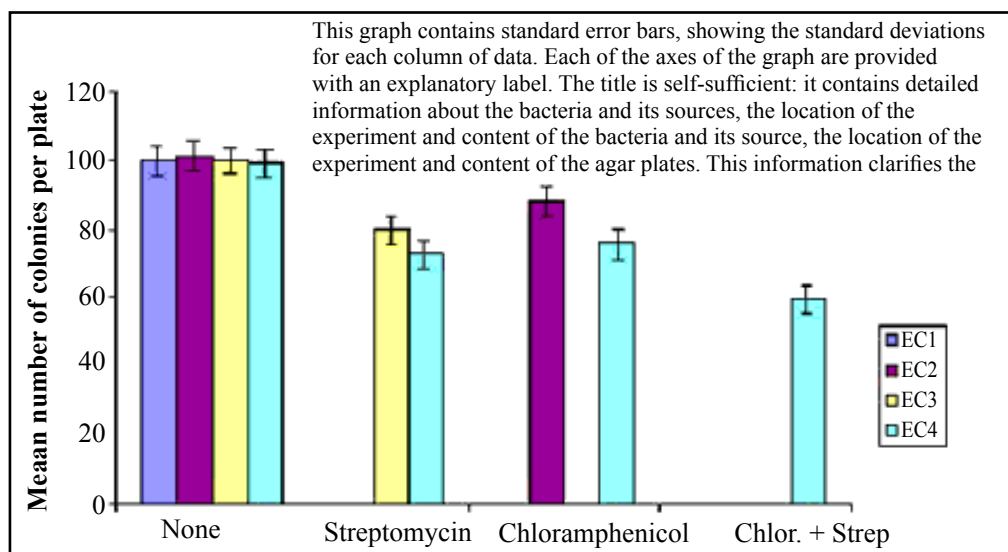 This graph contains standard error bars, showing the standard deviations
for each column of data. Each of the axes of the graph are provided
with an explanatory label. The title is self-sufficient: it contains detailed
information about the bacteria and its sources, the location of the
experiment and content of the bacteria and its source, the location of the
experiment and content of the agar plates. This information clarifies the
Meaan number of colonies per plate
120
100
80
60
40
20
0
None
Streptomycin
Chloramphenicol
Chlor. + Strep
EC1
EC2
EC3
EC4